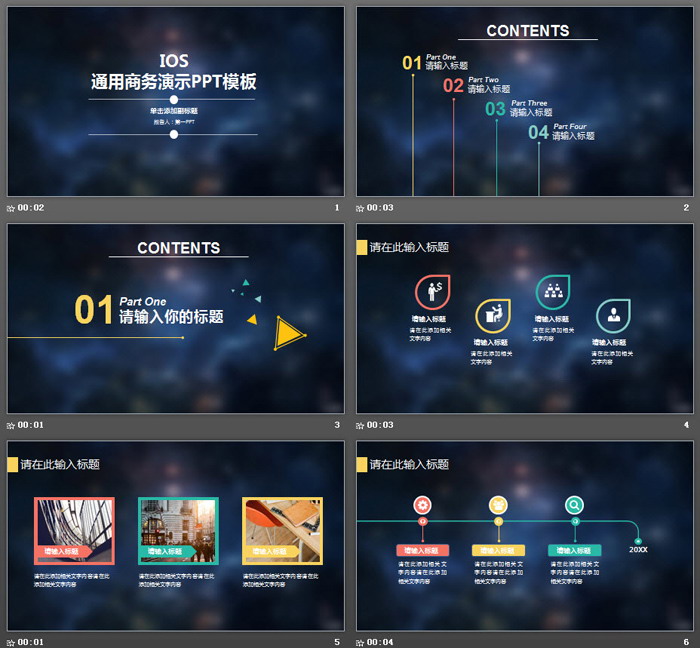 IOS
通用商务演示PPT模板
单击添加副标题
报告人：第一PPT
00:02
1
CONTENTS
01
Part One
请输入标题
02
Part Two
请输入标题
03
Part Three
请输入标题
04
Part Four
请输入标题
00:03
2
CONTENTS
01
Part One
请输入你的标题
00:01
3
请在此输入标题
请输入标题
请在此添加相关
文字内容
请输入标题
请在此添加相关
文字内容
请输入标题
请在此添加相关
文字内容
请输入标题
请在此添加相关
文字内容
00:03
4
请在此输入标题
请输入标题
请在此添加相关文字内容请在此
添加相关文字内容
请输入标题
请在此添加相关文字内容请在此
添加相关文字内容
请输入标题
请在此添加相关文字内容请在此
添加相关文字内容
00:01
5
请在此输入标题
请输入标题
请在此添加相关文
字内容请在此添加
相关文字内容
请输入标题
请在此添加相关文
字内容请在此添加
相关文字内容
请输入标题
请在此添加相关文
字内容请在此添加
相关文字内容
20XX
00:04
6